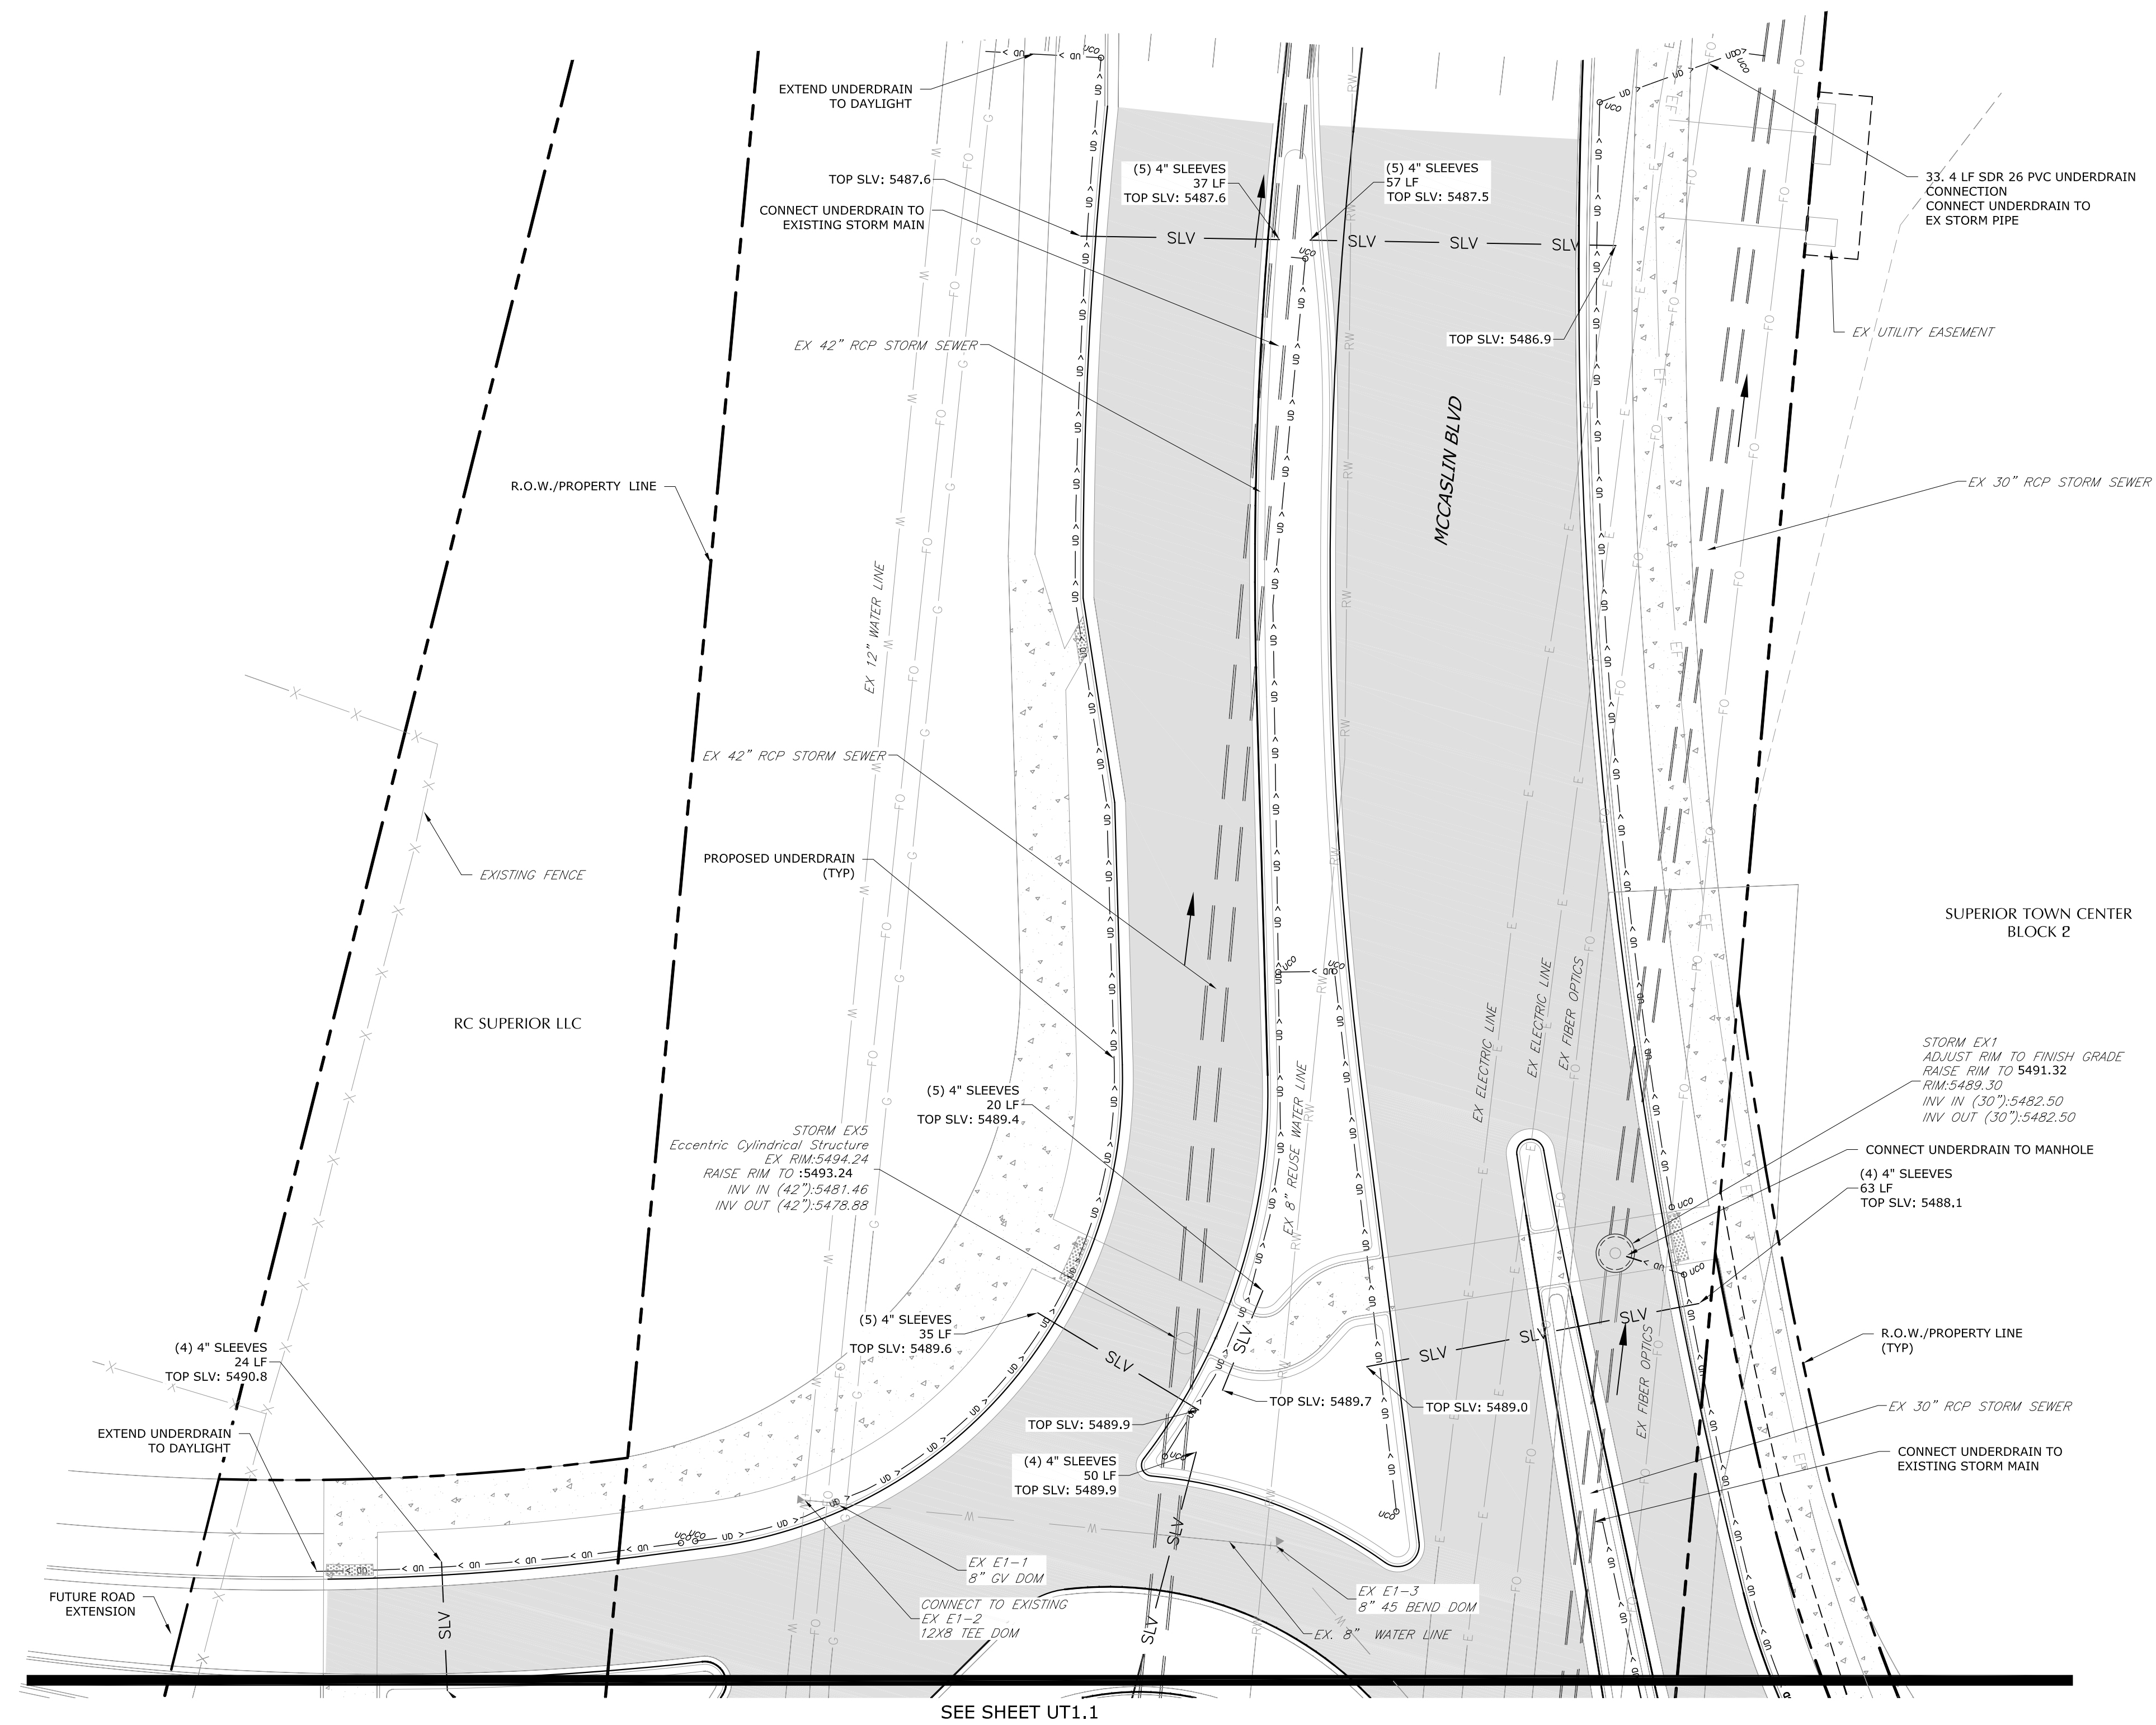 EXTEND UNDERDRAIN
TO DAYLIGHT
TOP SLV: 5487.6
CONNECT UNDERDRAIN TO
EXISTING STORM MAIN
(5) 4" SLEEVES
37 LF
TOP SLV: 5487.6
(5) 4" SLEEVES
57 LF
TOP SLV: 5487.5
33. 4 LF SDR 26 PVC UNDERDRAIN
CONNECTION
CONNECT UNDERDRAIN TO
EX STORM PIPE
SLV
SLV
SLV
SLV
EX 42" RCP STORM SEWER
TOP SLV: 5486.9
EX UTILITY EASEMENT
MCCASLIN BLVD
R.O.W./PROPERTY LINE
EX 30" RCP STORM SEWER
EX 12" WATER LINE
EX 42" RCP STORM SEWER
PROPOSED UNDERDRAIN
(TYP)
EXISTING FENCE
SUPERIOR TOWN CENTER
BLOCK 2
RC SUPERIOR LLC
EX ELECTRIC LINE
EX ELECTRIC LINE
EX FIBER OPTICS
EX 8" REUSE WATER LINE
STORM EX1
ADJUST RIM TO FINISH GRADE
RAISE RIM TO 5491.32
RIM:5489.30
INV IN (30"):5482.50
INV OUT (30"):5482.50
(5) 4" SLEEVES
20 LF
TOP SLV: 5489.4
STORM EX5
Eccentric Cylindrical Structure
EX RIM:5494.24
RAISE RIM TO :5493.24
INV IN (42"):5481.46
INV OUT (42"):5478.88
CONNECT UNDERDRAIN TO MANHOLE
(4) 4" SLEEVES
63 LF
TOP SLV: 5488.1
(5) 4" SLEEVES
35 LF
TOP SLV: 5489.6
SLV
SLV
SLV
SLV
SLV
EX FIBER OPTICS
R.O.W./PROPERTY LINE
(TYP)
(4) 4" SLEEVES
24 LF
TOP SLV: 5490.8
TOP SLV: 5489.7
TOP SLV: 5489.0
TOP SLV: 5489.9
EX 30" RCP STORM SEWER
EXTEND UNDERDRAIN
TO DAYLIGHT
(4) 4" SLEEVES
50 LF
TOP SLV: 5489.9
CONNECT UNDERDRAIN TO
EXISTING STORM MAIN
SLV
EX E1-1
8" GV DOM
CONNECT TO EXISTING
EX E1-2
12X8 TEE DOM
EX E1-3
8" 45 BEND DOM
EX. 8" WATER LINE
FUTURE ROAD
EXTENSION
SLV
SLV
SEE SHEET UT1.1